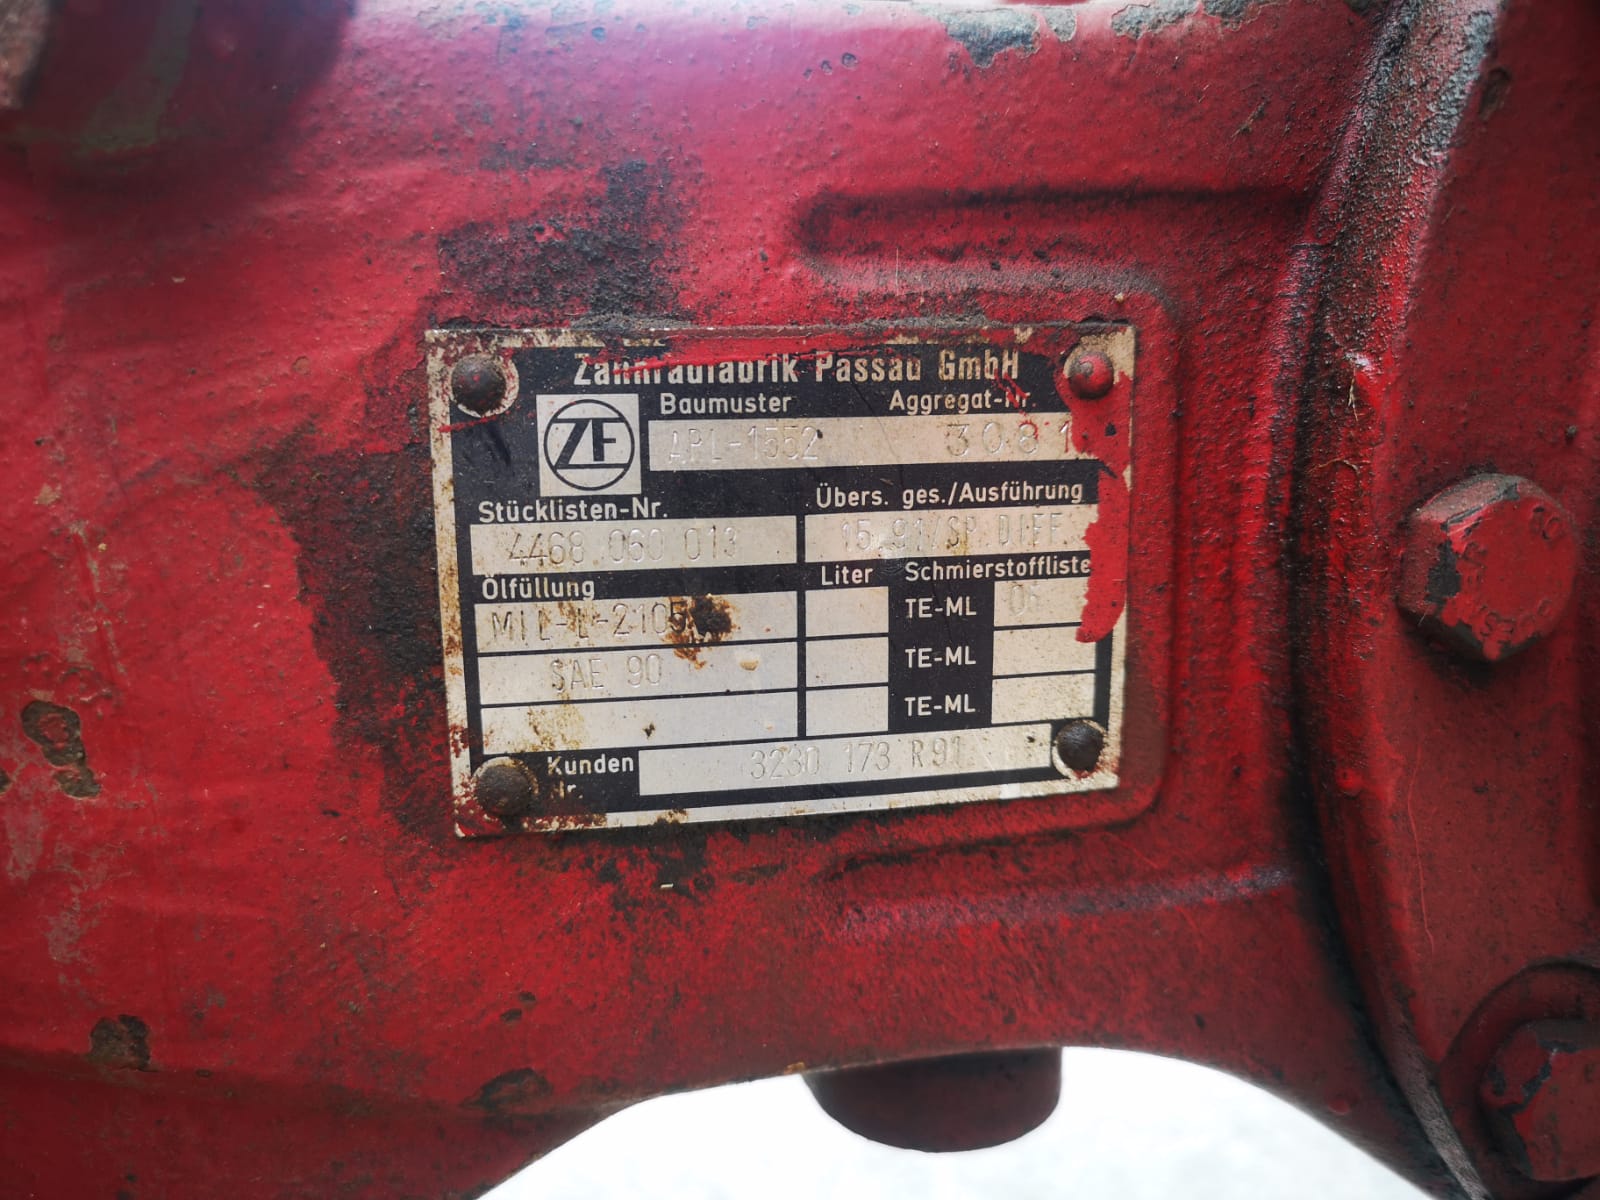 Zahnradfabrik Passau GmbH
Baumuster Aggregat-Nr.
ZF APL-1552 3081
Stücklisten-Nr. Übers. ges./Ausführung
4468 060 013 15.91/SP.DIFF.
Ölfüllung Liter Schmierstoffliste
MIL-L-2105 TE-ML
SAE 90 TE-ML
TE-ML
Kunden 3230 173 R91
Nr.